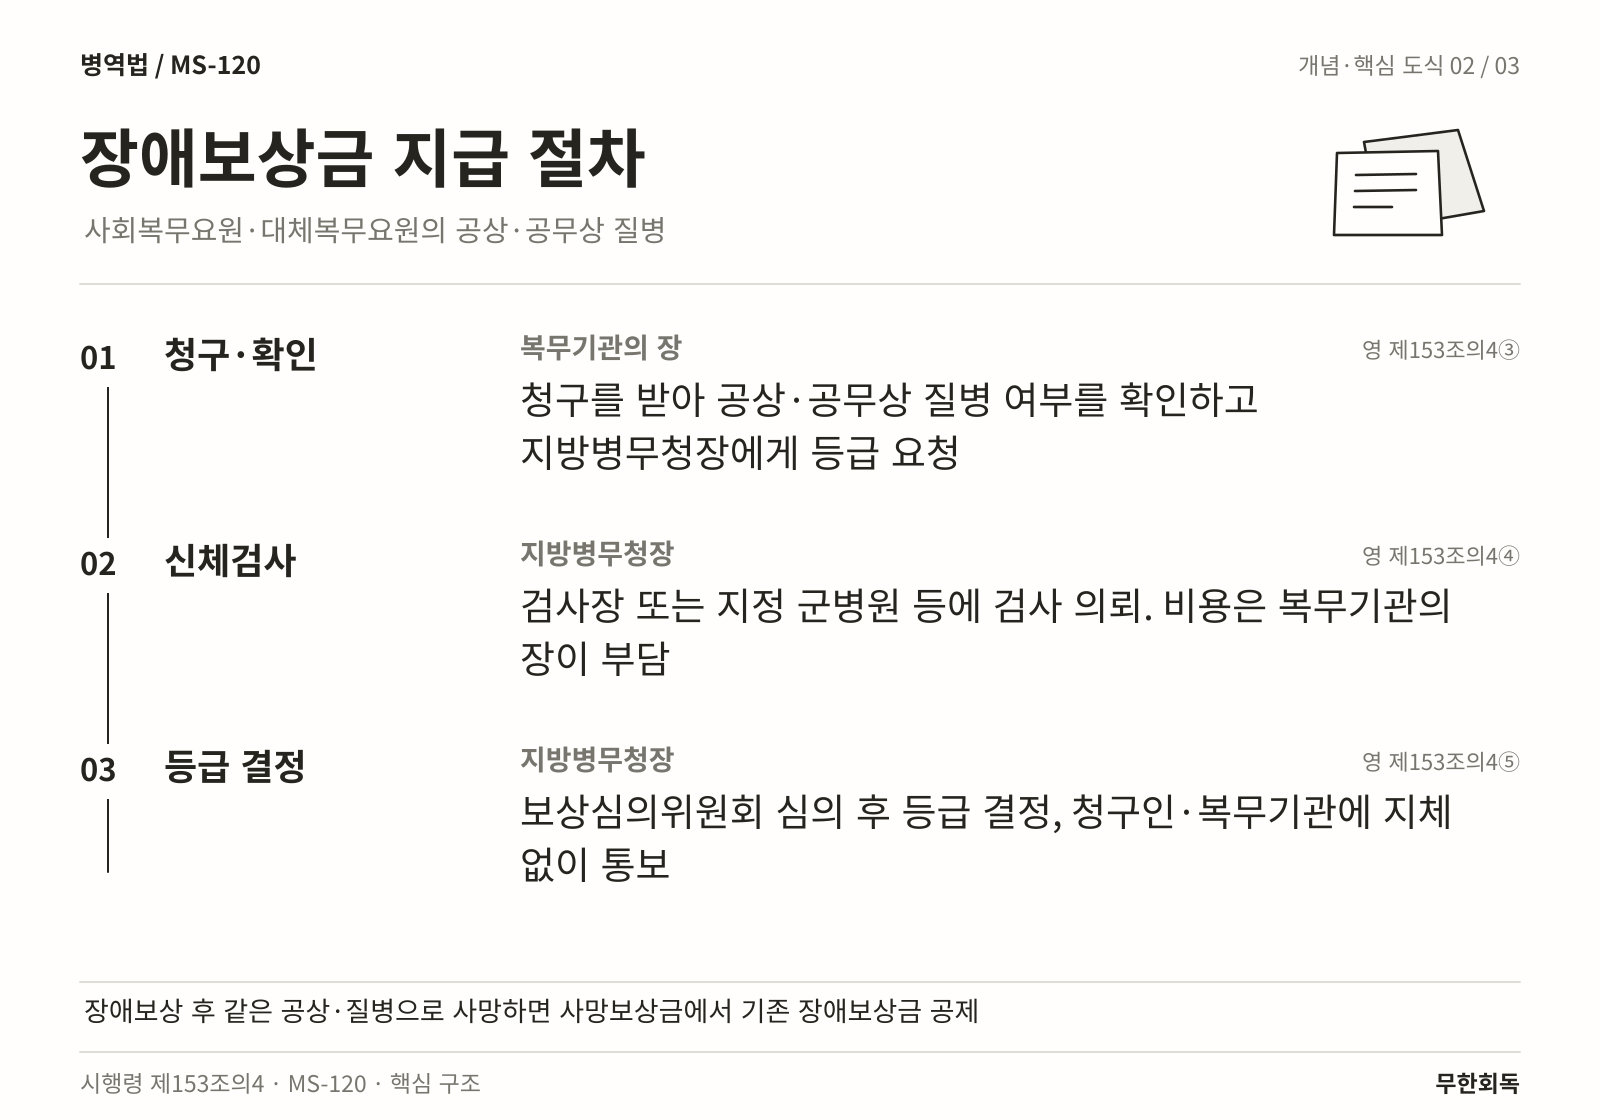 병역법 / MS-120
개념·핵심 도식 02 / 03
장애보상금 지급 절차
사회복무요원·대체복무요원의 공상·공무상 질병
01 청구·확인
복무기관의 장
영 제153조의4③
청구를 받아 공상·공무상 질병 여부를 확인하고
지방병무청장에게 등급 요청
02 신체검사
지방병무청장
영 제153조의4④
검사장 또는 지정 군병원 등에 검사 의뢰. 비용은 복무기관의
장이 부담
03 등급 결정
지방병무청장
영 제153조의4⑤
보상심의위원회 심의 후 등급 결정, 청구인·복무기관에 지체
없이 통보
장애보상 후 같은 공상·질병으로 사망하면 사망보상금에서 기존 장애보상금 공제
시행령 제153조의4 · MS-120 · 핵심 구조
무한회독